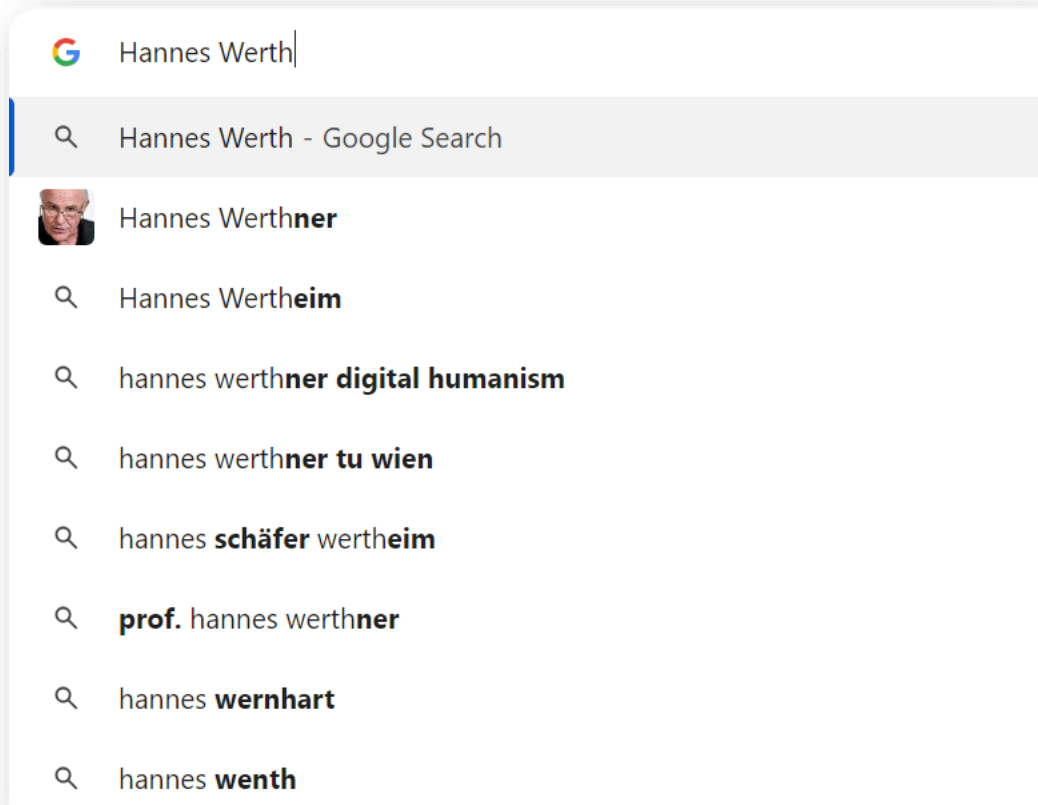 Hannes Werth
Hannes Werth - Google Search
Hannes Werthner
Hannes Wertheim
hannes werthner digital humanism
hannes werthner tu wien
hannes schäfer wertheim
prof. hannes werthner
hannes wernhart
hannes wenth